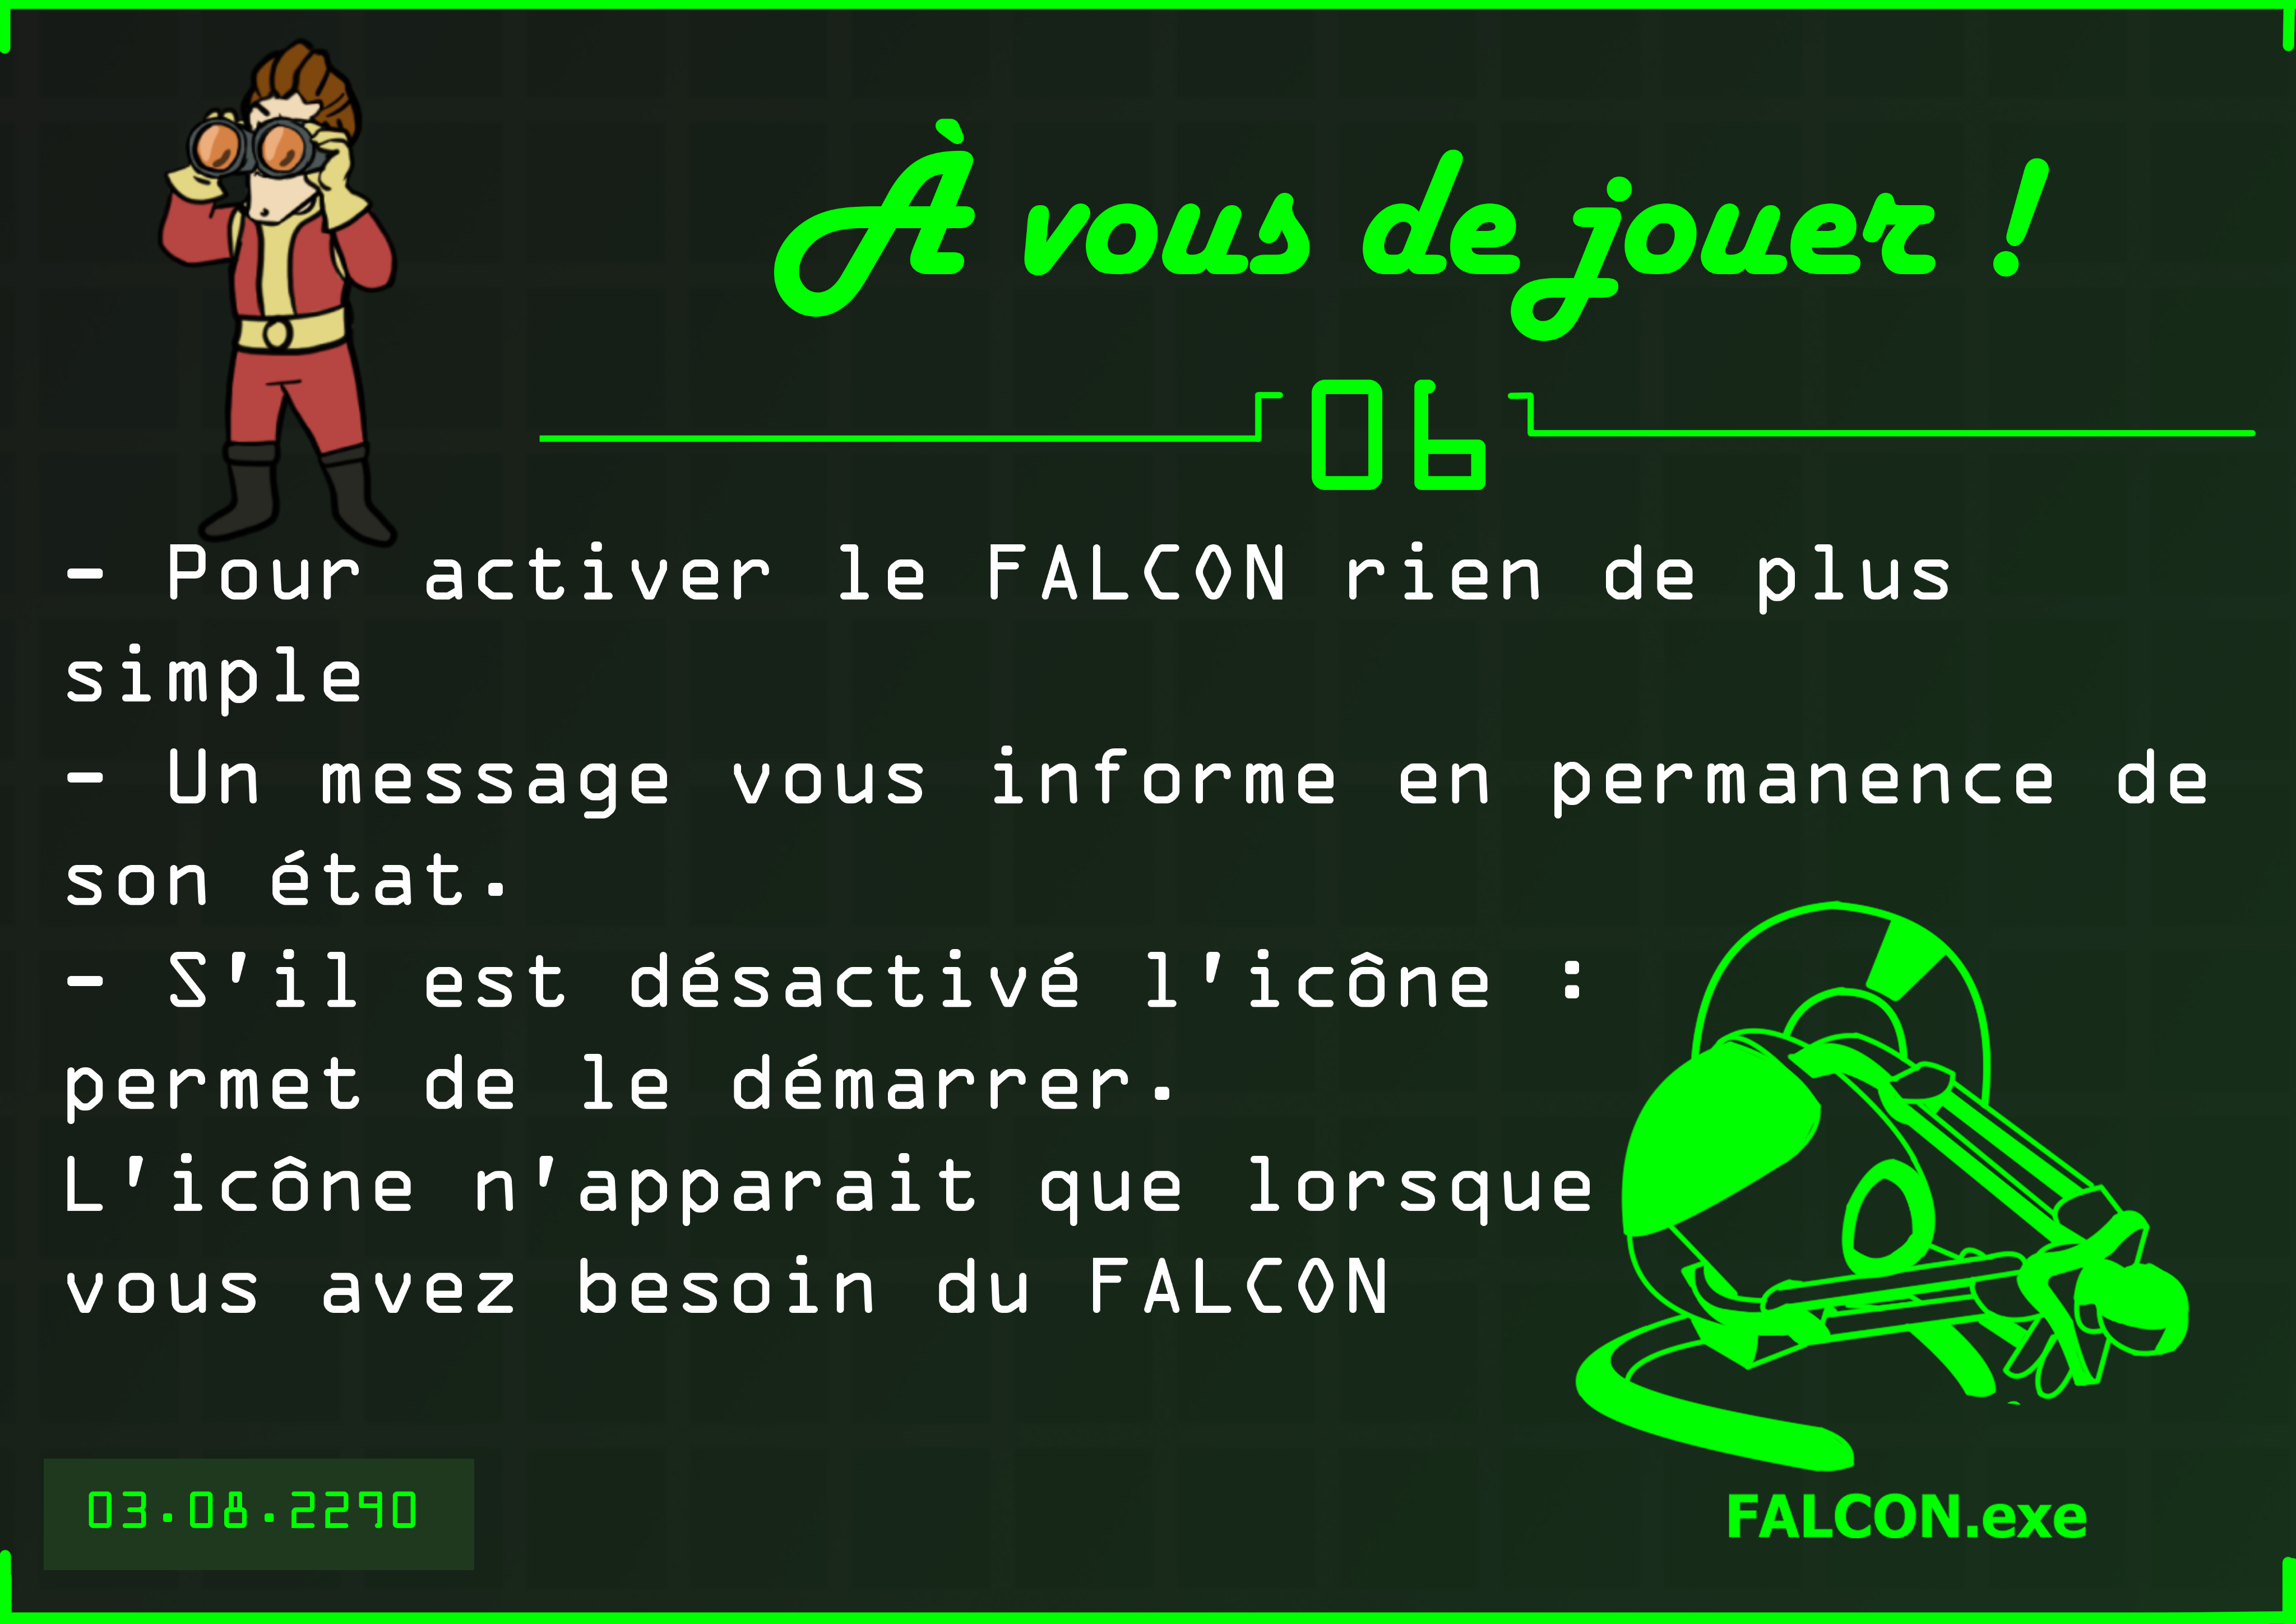 À vous de jouer !
06
- Pour activer le FALCON rien de plus
simple
- Un message vous informe en permanence de
son état.
- S'il est désactivé l'icône :
permet de le démarrer.
L'icône n'apparait que lorsque
vous avez besoin du FALCON
FALCON.exe
03.08.2290